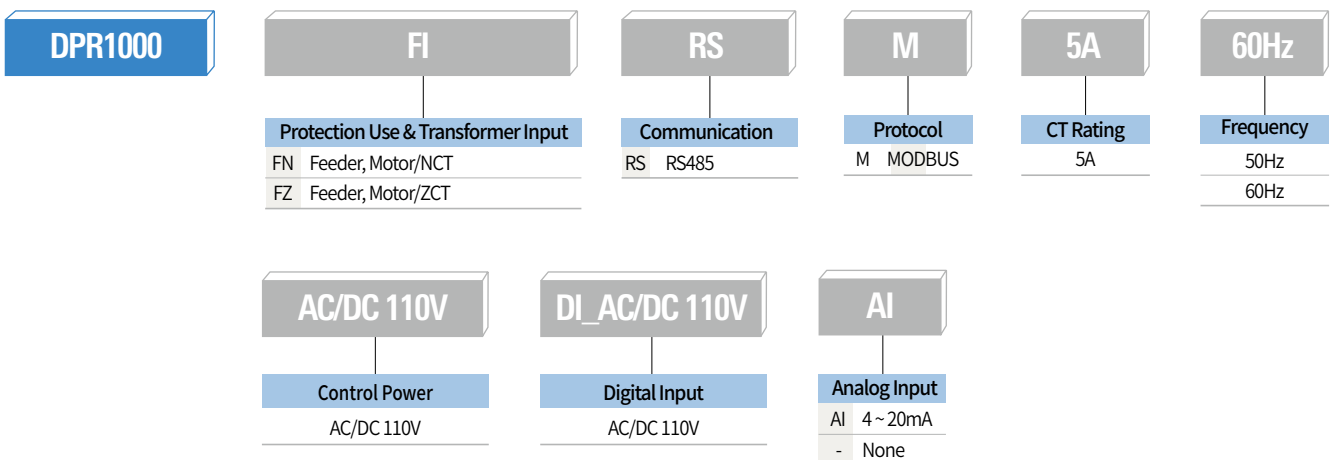 DPR1000 FI RS M 5A 60Hz
Protection Use & Transformer Input Communication Protocol CT Rating Frequency
FN Feeder, Motor/NCT RS RS485 M MODBUS 5A 50Hz
FZ Feeder, Motor/ZCT 60Hz
AC/DC 110V DI_AC/DC 110V AI
Control Power Digital Input Analog Input
AC/DC 110V AC/DC 110V AI 4 ~ 20mA
- None